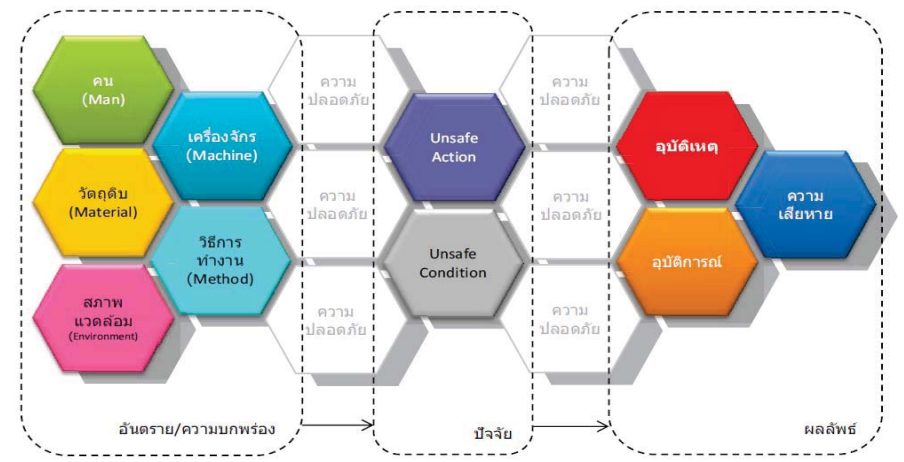 คน
(Man)
เครื่องจักร
(Machine)
วัตถุดิบ
(Material)
วิธีการ
ทำงาน
(Method)
สภาพ
แวดล้อม
(Environment)
ความ
ปลอดภัย
ความ
ปลอดภัย
ความ
ปลอดภัย
Unsafe
Action
Unsafe
Condition
ความ
ปลอดภัย
ความ
ปลอดภัย
ความ
ปลอดภัย
อุบัติเหตุ
อุบัติการณ์
ความ
เสียหาย
อันตราย/ความบกพร่อง
ปัจจัย
ผลลัพธ์